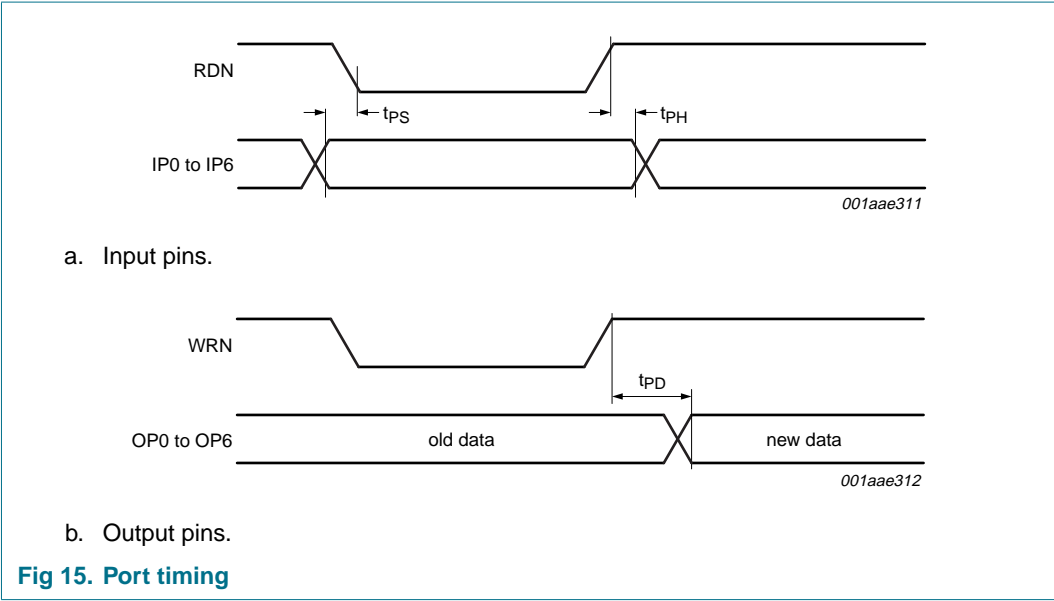 RDN
tPS
tPH
IP0 to IP6
001aae311
a. Input pins.
WRN
tPD
OP0 to OP6
old data
new data
001aae312
b. Output pins.
Fig 15. Port timing